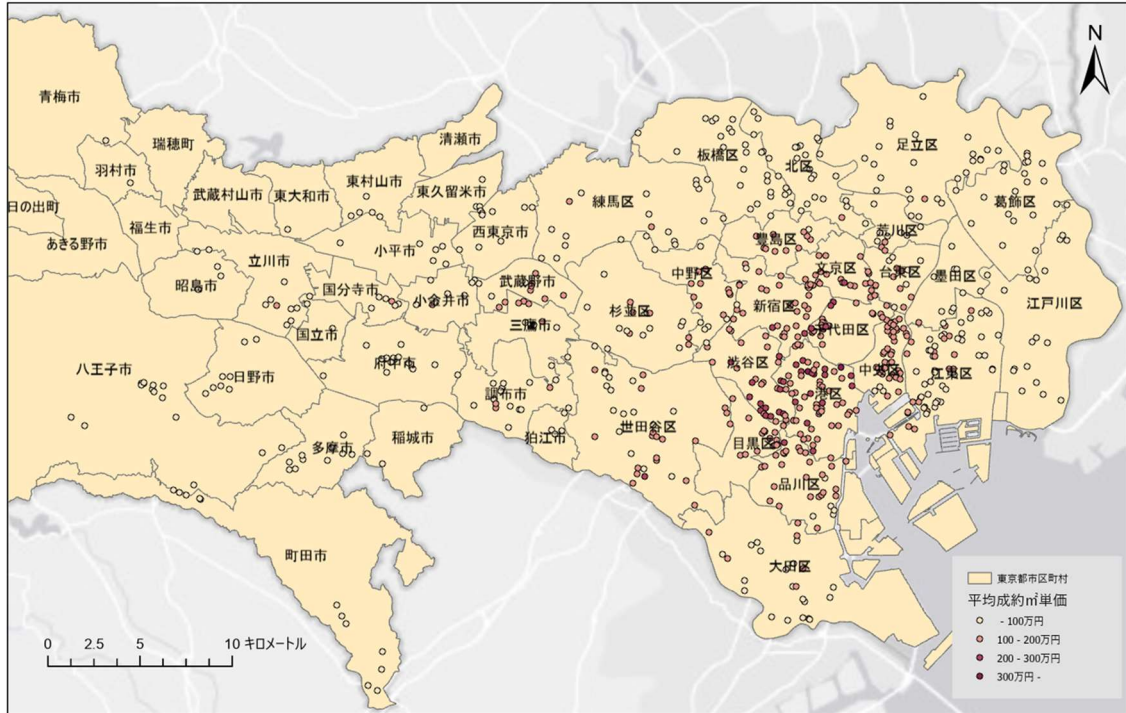 N
青梅市
瑞穂町
清瀬市
足立区
板橋区
北区
羽村市
武蔵村山市
東大和市
東村山市
東久留米市
練馬区
葛飾区
日の出町
福生市
あきる野市
西東京市
豊島区
荒川区
小平市
立川市
中野区
文京区
台東区
墨田区
昭島市
国分寺市
小金井市
武蔵野市
新宿区
江戸川区
三鷹市
杉並区
千代田区
国立市
八王子市
日野市
府中市
渋谷区
中央区
江東区
調布市
港区
世田谷区
多摩市
稲城市
狛江市
目黒区
品川区
町田市
大田区
0 2.5 5 10 キロメートル
東京都市区町村
平均成約㎡単価
- 100万円
100 - 200万円
200 - 300万円
300万円 -